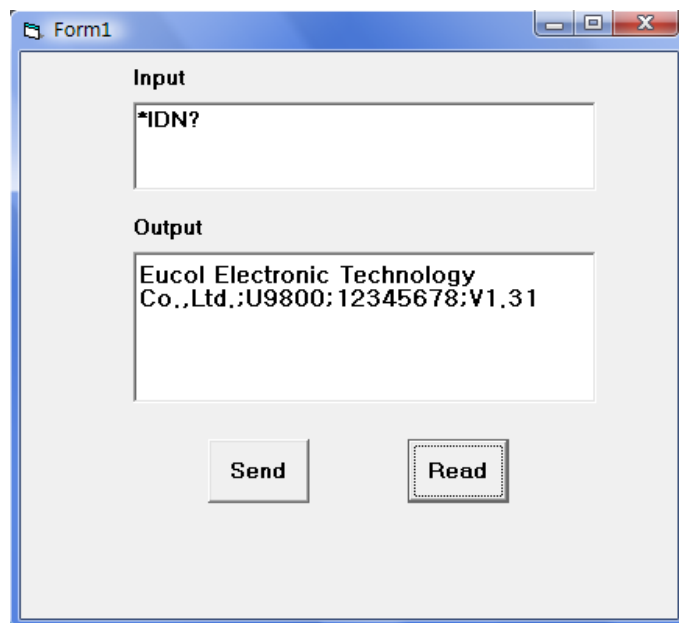 Form1
Input
*IDN?
Output
Eucol Electronic Technology
Co.,Ltd.;U9800;12345678;V1.31
Send
Read